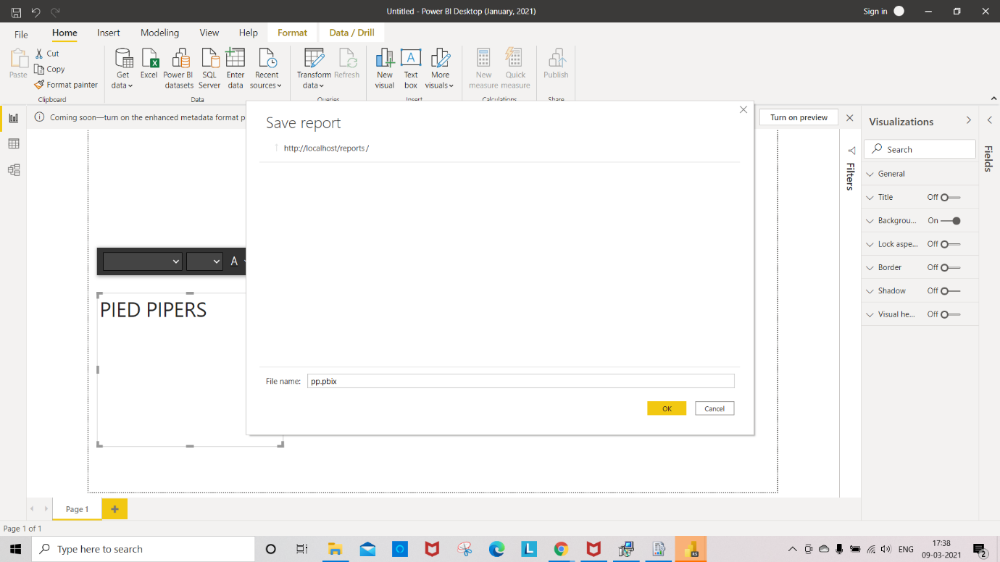 Untitled - Power BI Desktop (January, 2021)
Sign in
File
Home
Insert
Modeling
View
Help
Format
Data / Drill
Paste
Cut
Copy
Format painter
Clipboard
Get data
Excel
Power BI datasets
SQL Server
Enter data
Recent sources
Data
Transform data
Refresh
Queries
New visual
Text box
More visuals
Insert
New measure
Quick measure
Calculations
Publish
Share
Coming soon—turn on the enhanced metadata format p
Turn on preview
Save report
http://localhost/reports/
File name:
pp.pbix
OK
Cancel
A
PIED PIPERS
Filters
Visualizations
Search
General
Title Off
Backgrou... On
Lock aspe... Off
Border Off
Shadow Off
Visual he... Off
Fields
Page 1
+
Page 1 of 1
Type here to search
L
RS
ENG
17:38
09-03-2021
2